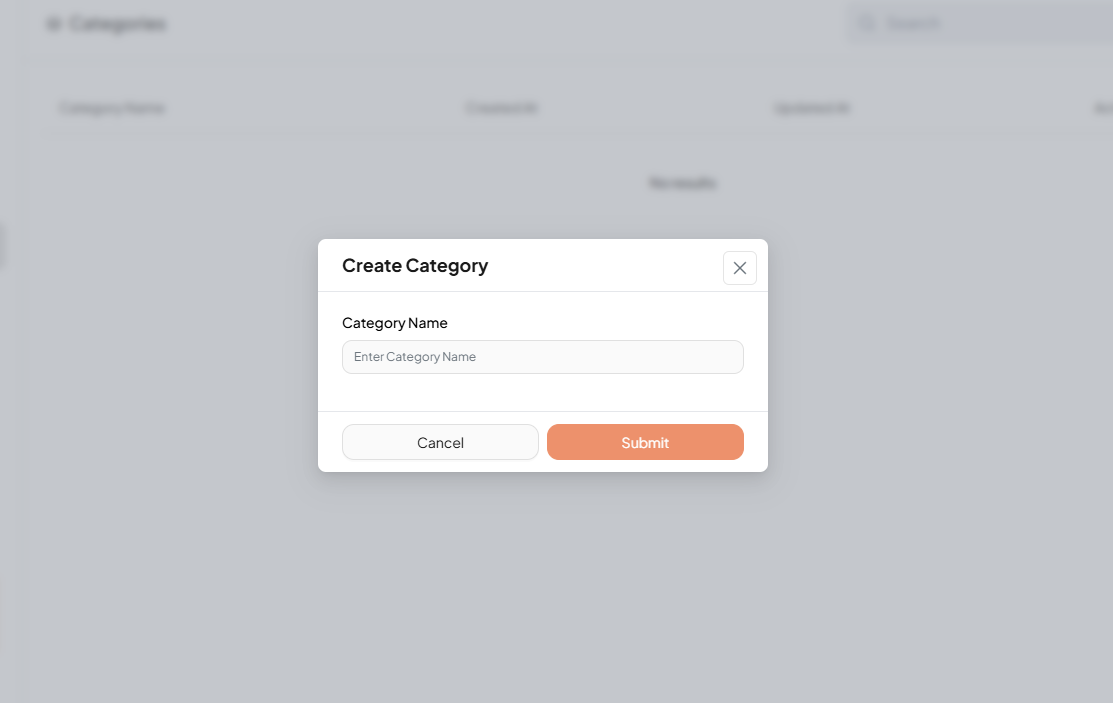 Categories
Search
Category Name
Created At
Updated At
No results
Create Category
Category Name
Enter Category Name
Cancel
Submit